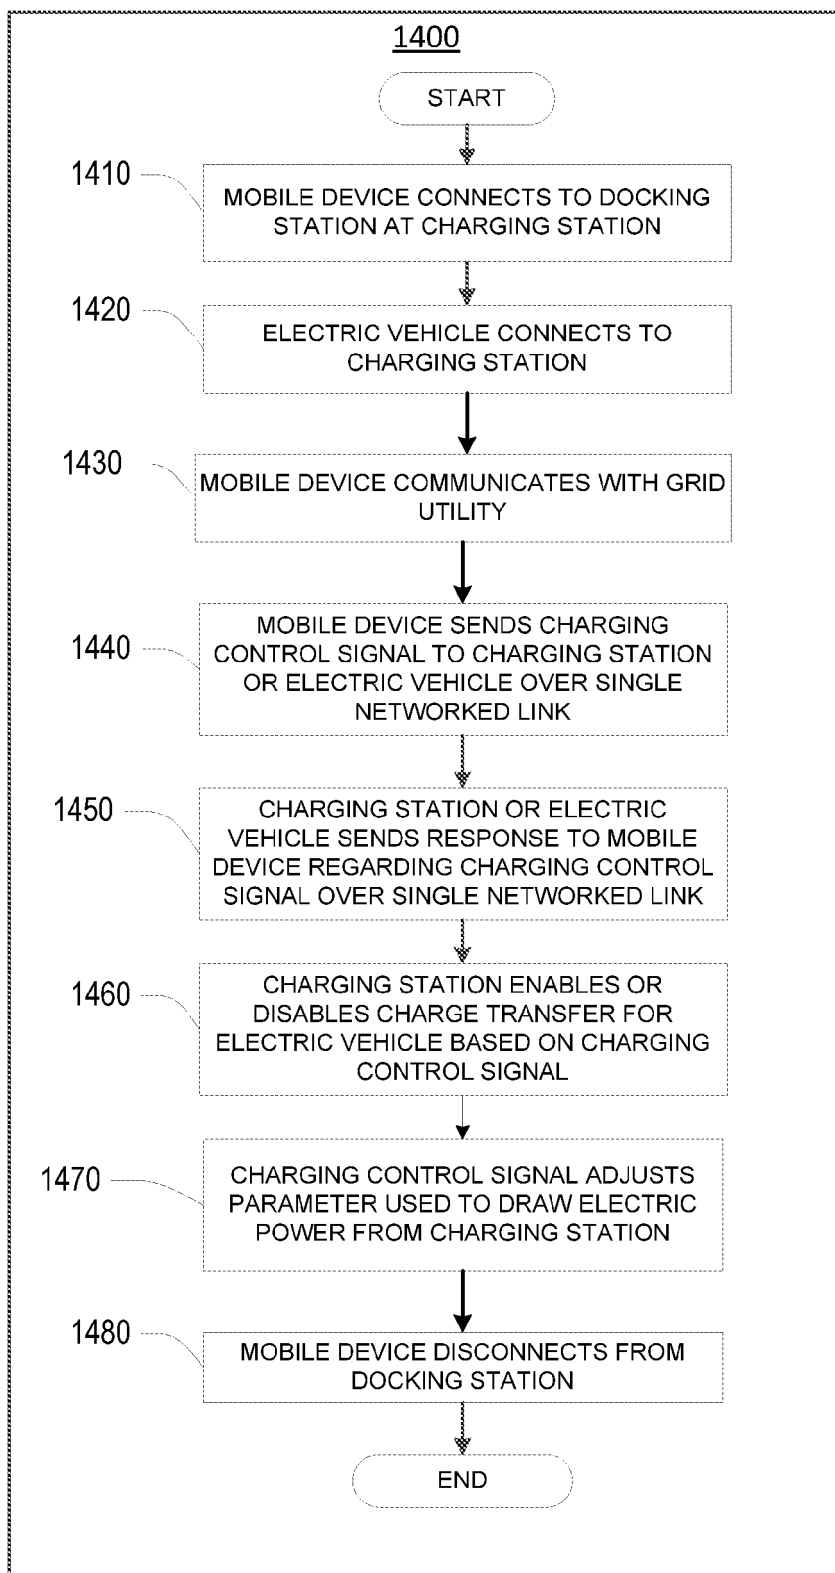 1400
START
1410
MOBILE DEVICE CONNECTS TO DOCKING
STATION AT CHARGING STATION
1420
ELECTRIC VEHICLE CONNECTS TO
CHARGING STATION
1430
MOBILE DEVICE COMMUNICATES WITH GRID
UTILITY
1440
MOBILE DEVICE SENDS CHARGING
CONTROL SIGNAL TO CHARGING STATION
OR ELECTRIC VEHICLE OVER SINGLE
NETWORKED LINK
1450
CHARGING STATION OR ELECTRIC
VEHICLE SENDS RESPONSE TO MOBILE
DEVICE REGARDING CHARGING CONTROL
SIGNAL OVER SINGLE NETWORKED LINK
1460
CHARGING STATION ENABLES OR
DISABLES CHARGE TRANSFER FOR
ELECTRIC VEHICLE BASED ON CHARGING
CONTROL SIGNAL
1470
CHARGING CONTROL SIGNAL ADJUSTS
PARAMETER USED TO DRAW ELECTRIC
POWER FROM CHARGING STATION
1480
MOBILE DEVICE DISCONNECTS FROM
DOCKING STATION
END